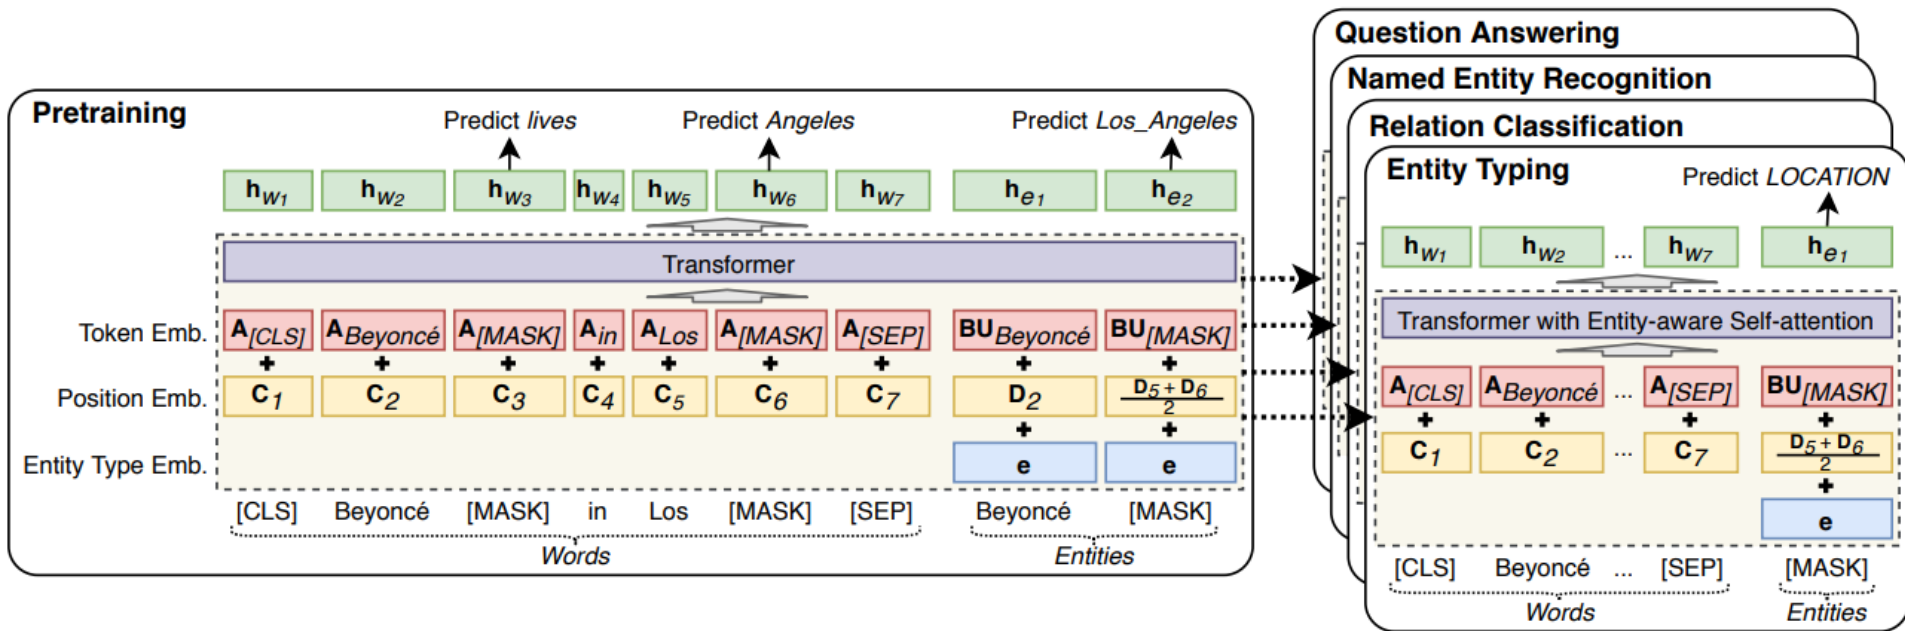 Question Answering
Named Entity Recognition
Relation Classification
Entity Typing
Pretraining
Predict lives Predict Angeles Predict Los_Angeles
hw1 hw2 hw3 hw4 hw5 hw6 hw7 he1 he2
Transformer
Token Emb. A[CLS] ABeyoncé A[MASK] Ain ALos A[MASK] A[SEP] BUBeyoncé BU[MASK]
+ + + + + + + + +
Position Emb. C1 C2 C3 C4 C5 C6 C7 D2 D5 + D6
2
+ +
Entity Type Emb. e e
[CLS] Beyoncé [MASK] in Los [MASK] [SEP] Beyoncé [MASK]
Words Entities
Predict LOCATION
hw1 hw2 ... hw7 he1
Transformer with Entity-aware Self-attention
A[CLS] ABeyoncé ... A[SEP] BU[MASK]
+ + + +
C1 C2 ... C7 D5 + D6
2
+
e
[CLS] Beyoncé ... [SEP] [MASK]
Words Entities